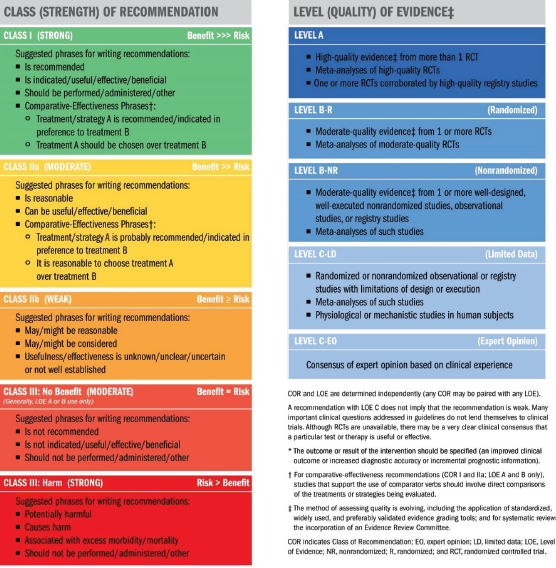 CLASS (STRENGTH) OF RECOMMENDATION
CLASS I (STRONG) Benefit >>> Risk
Suggested phrases for writing recommendations:
■ Is recommended
■ Is indicated/useful/effective/beneficial
■ Should be performed/administered/other
■ Comparative-Effectiveness Phrases†:
○ Treatment/strategy A is recommended/indicated in
preference to treatment B
○ Treatment A should be chosen over treatment B
CLASS IIa (MODERATE) Benefit >> Risk
Suggested phrases for writing recommendations:
■ Is reasonable
■ Can be useful/effective/beneficial
■ Comparative-Effectiveness Phrases†:
○ Treatment/strategy A is probably recommended/indicated in
preference to treatment B
○ It is reasonable to choose treatment A
over treatment B
CLASS IIb (WEAK) Benefit ≥ Risk
Suggested phrases for writing recommendations:
■ May/might be reasonable
■ May/might be considered
■ Usefulness/effectiveness is unknown/unclear/uncertain
or not well established
CLASS III: No Benefit (MODERATE) Benefit = Risk
(Generally, LOE A or B use only)
Suggested phrases for writing recommendations:
■ Is not recommended
■ Is not indicated/useful/effective/beneficial
■ Should not be performed/administered/other
CLASS III: Harm (STRONG) Risk > Benefit
Suggested phrases for writing recommendations:
■ Potentially harmful
■ Causes harm
■ Associated with excess morbidity/mortality
■ Should not be performed/administered/other
LEVEL (QUALITY) OF EVIDENCE‡
LEVEL A
■ High-quality evidence‡ from more than 1 RCT
■ Meta-analyses of high-quality RCTs
■ One or more RCTs corroborated by high-quality registry studies
LEVEL B-R (Randomized)
■ Moderate-quality evidence‡ from 1 or more RCTs
■ Meta-analyses of moderate-quality RCTs
LEVEL B-NR (Nonrandomized)
■ Moderate-quality evidence‡ from 1 or more well-designed,
well-executed nonrandomized studies, observational
studies, or registry studies
■ Meta-analyses of such studies
LEVEL C-LD (Limited Data)
■ Randomized or nonrandomized observational or registry
studies with limitations of design or execution
■ Meta-analyses of such studies
■ Physiological or mechanistic studies in human subjects
LEVEL C-EO (Expert Opinion)
Consensus of expert opinion based on clinical experience
COR and LOE are determined independently (any COR may be paired with any LOE).
A recommendation with LOE C does not imply that the recommendation is weak. Many
important clinical questions addressed in guidelines do not lend themselves to clinical
trials. Although RCTs are unavailable, there may be a very clear clinical consensus that
a particular test or therapy is useful or effective.
* The outcome or result of the intervention should be specified (an improved clinical
outcome or increased diagnostic accuracy or incremental prognostic information).
† For comparative-effectiveness recommendations (COR I and IIa; LOE A and B only),
studies that support the use of comparator verbs should involve direct comparisons
of the treatments or strategies being evaluated.
‡ The method of assessing quality is evolving, including the application of standardized,
widely used, and preferably validated evidence grading tools; and for systematic review
the incorporation of an Evidence Review Committee.
COR indicates Class of Recommendation; EO, expert opinion; LD, limited data; LOE, Level
of Evidence; NR, nonrandomized; R, randomized; and RCT, randomized controlled trial.